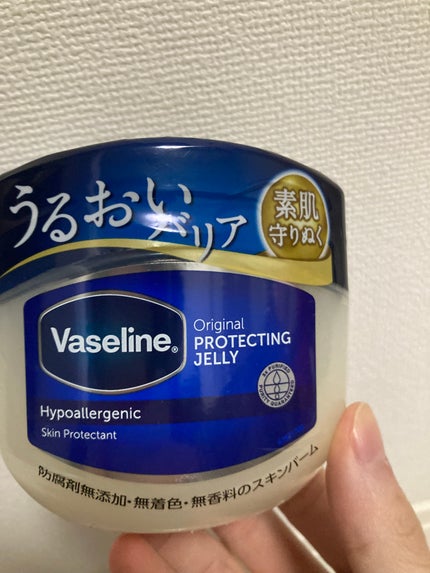 うるおい
バリア
素肌
守りぬく
Vaseline®
Original
PROTECTING
JELLY
Hypoallergenic
Skin Protectant
防腐剤無添加・無着色・無香料のスキンバーム